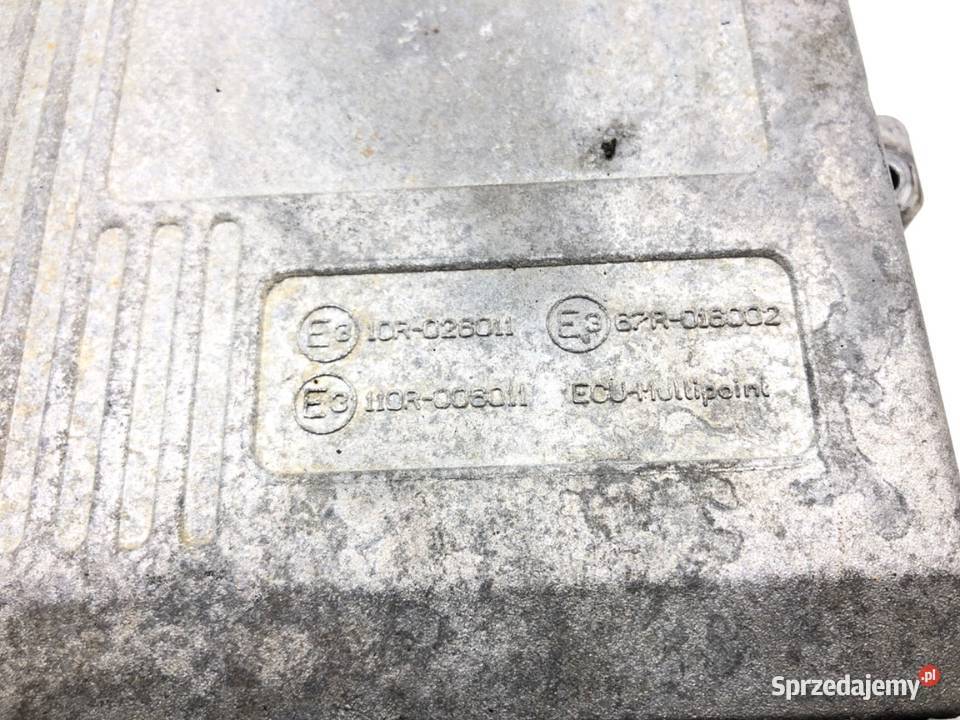 E3 10R-026011 E3 67R-016002
E3 110R-006011 ECU-Multipoint
Sprzedajemy.pl